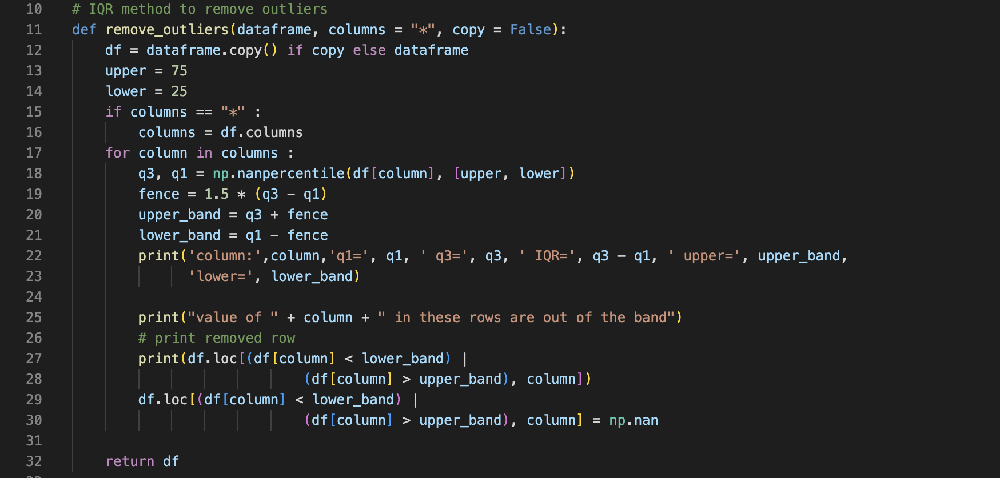 10 # IQR method to remove outliers
11 def remove_outliers(dataframe, columns = "*", copy = False):
12     df = dataframe.copy() if copy else dataframe
13     upper = 75
14     lower = 25
15     if columns == "*" :
16         columns = df.columns
17     for column in columns :
18         q3, q1 = np.nanpercentile(df[column], [upper, lower])
19         fence = 1.5 * (q3 - q1)
20         upper_band = q3 + fence
21         lower_band = q1 - fence
22         print('column:',column,'q1=', q1, ' q3=', q3, ' IQR=', q3 - q1, ' upper=', upper_band,
23               'lower=', lower_band)
24
25         print("value of " + column + " in these rows are out of the band")
26         # print removed row
27         print(df.loc[(df[column] < lower_band) |
28                             (df[column] > upper_band), column])
29         df.loc[(df[column] < lower_band) |
30                             (df[column] > upper_band), column] = np.nan
31
32     return df